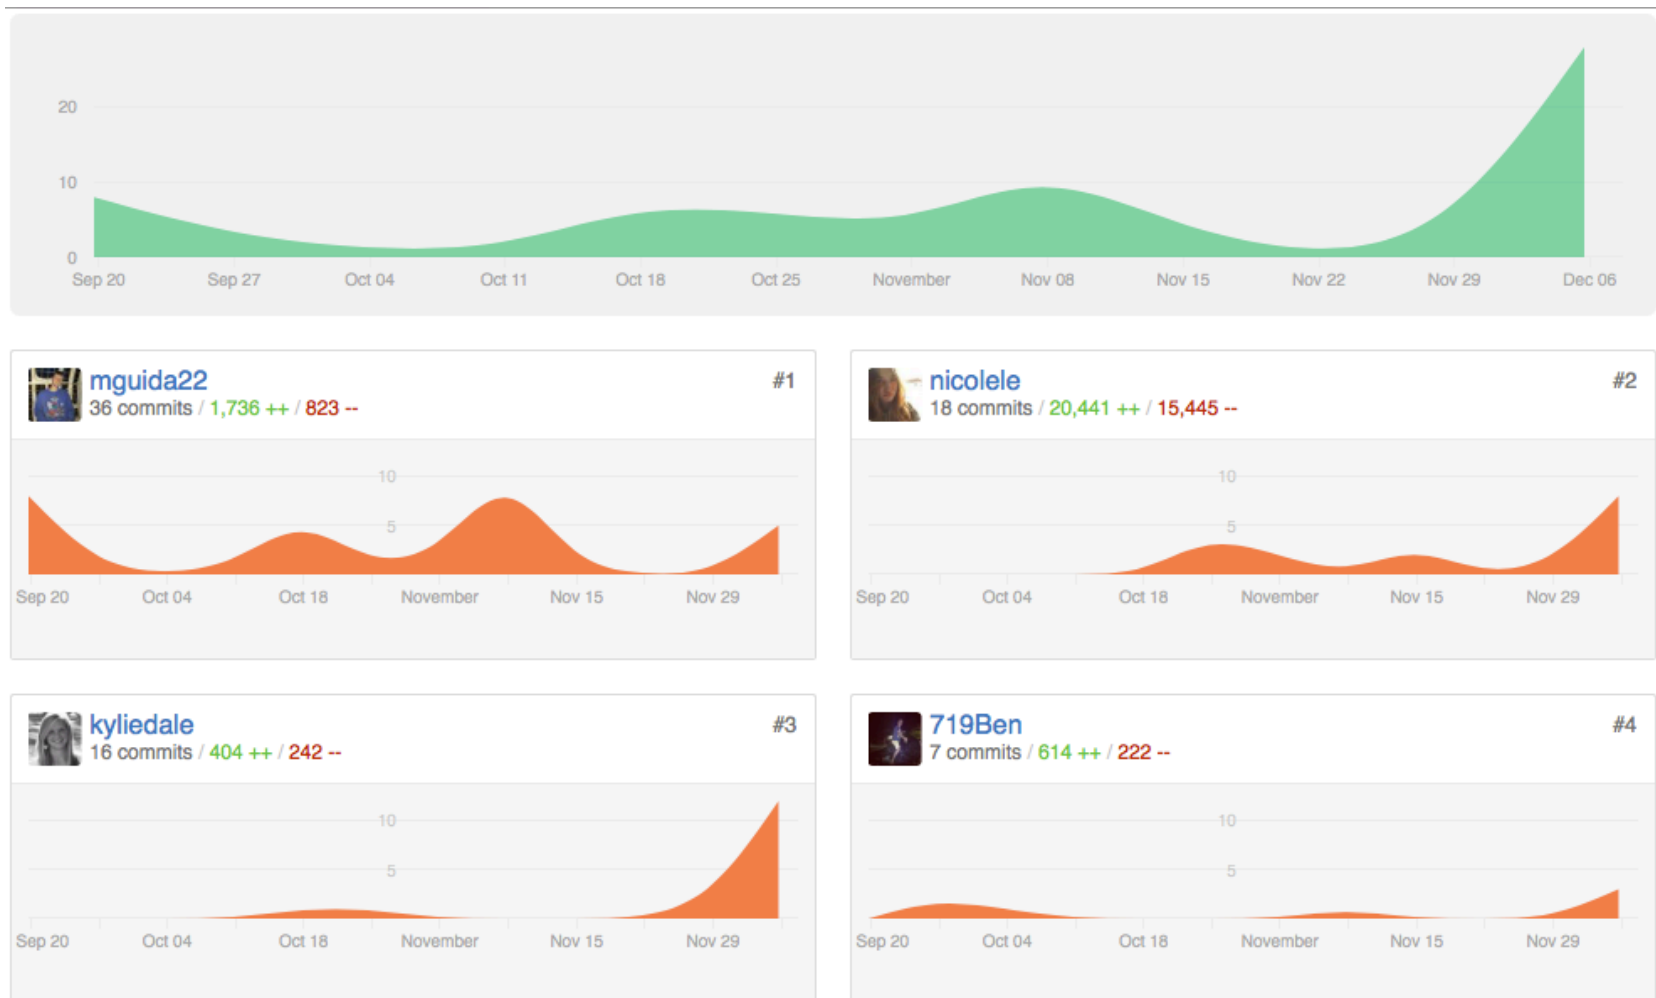 20
10
0
Sep 20 Sep 27 Oct 04 Oct 11 Oct 18 Oct 25 November Nov 08 Nov 15 Nov 22 Nov 29 Dec 06
mguida22 #1
36 commits / 1,736 ++ / 823 --
10
5
Sep 20 Oct 04 Oct 18 November Nov 15 Nov 29
nicolele #2
18 commits / 20,441 ++ / 15,445 --
10
5
Sep 20 Oct 04 Oct 18 November Nov 15 Nov 29
kyliedale #3
16 commits / 404 ++ / 242 --
10
5
Sep 20 Oct 04 Oct 18 November Nov 15 Nov 29
719Ben #4
7 commits / 614 ++ / 222 --
10
5
Sep 20 Oct 04 Oct 18 November Nov 15 Nov 29